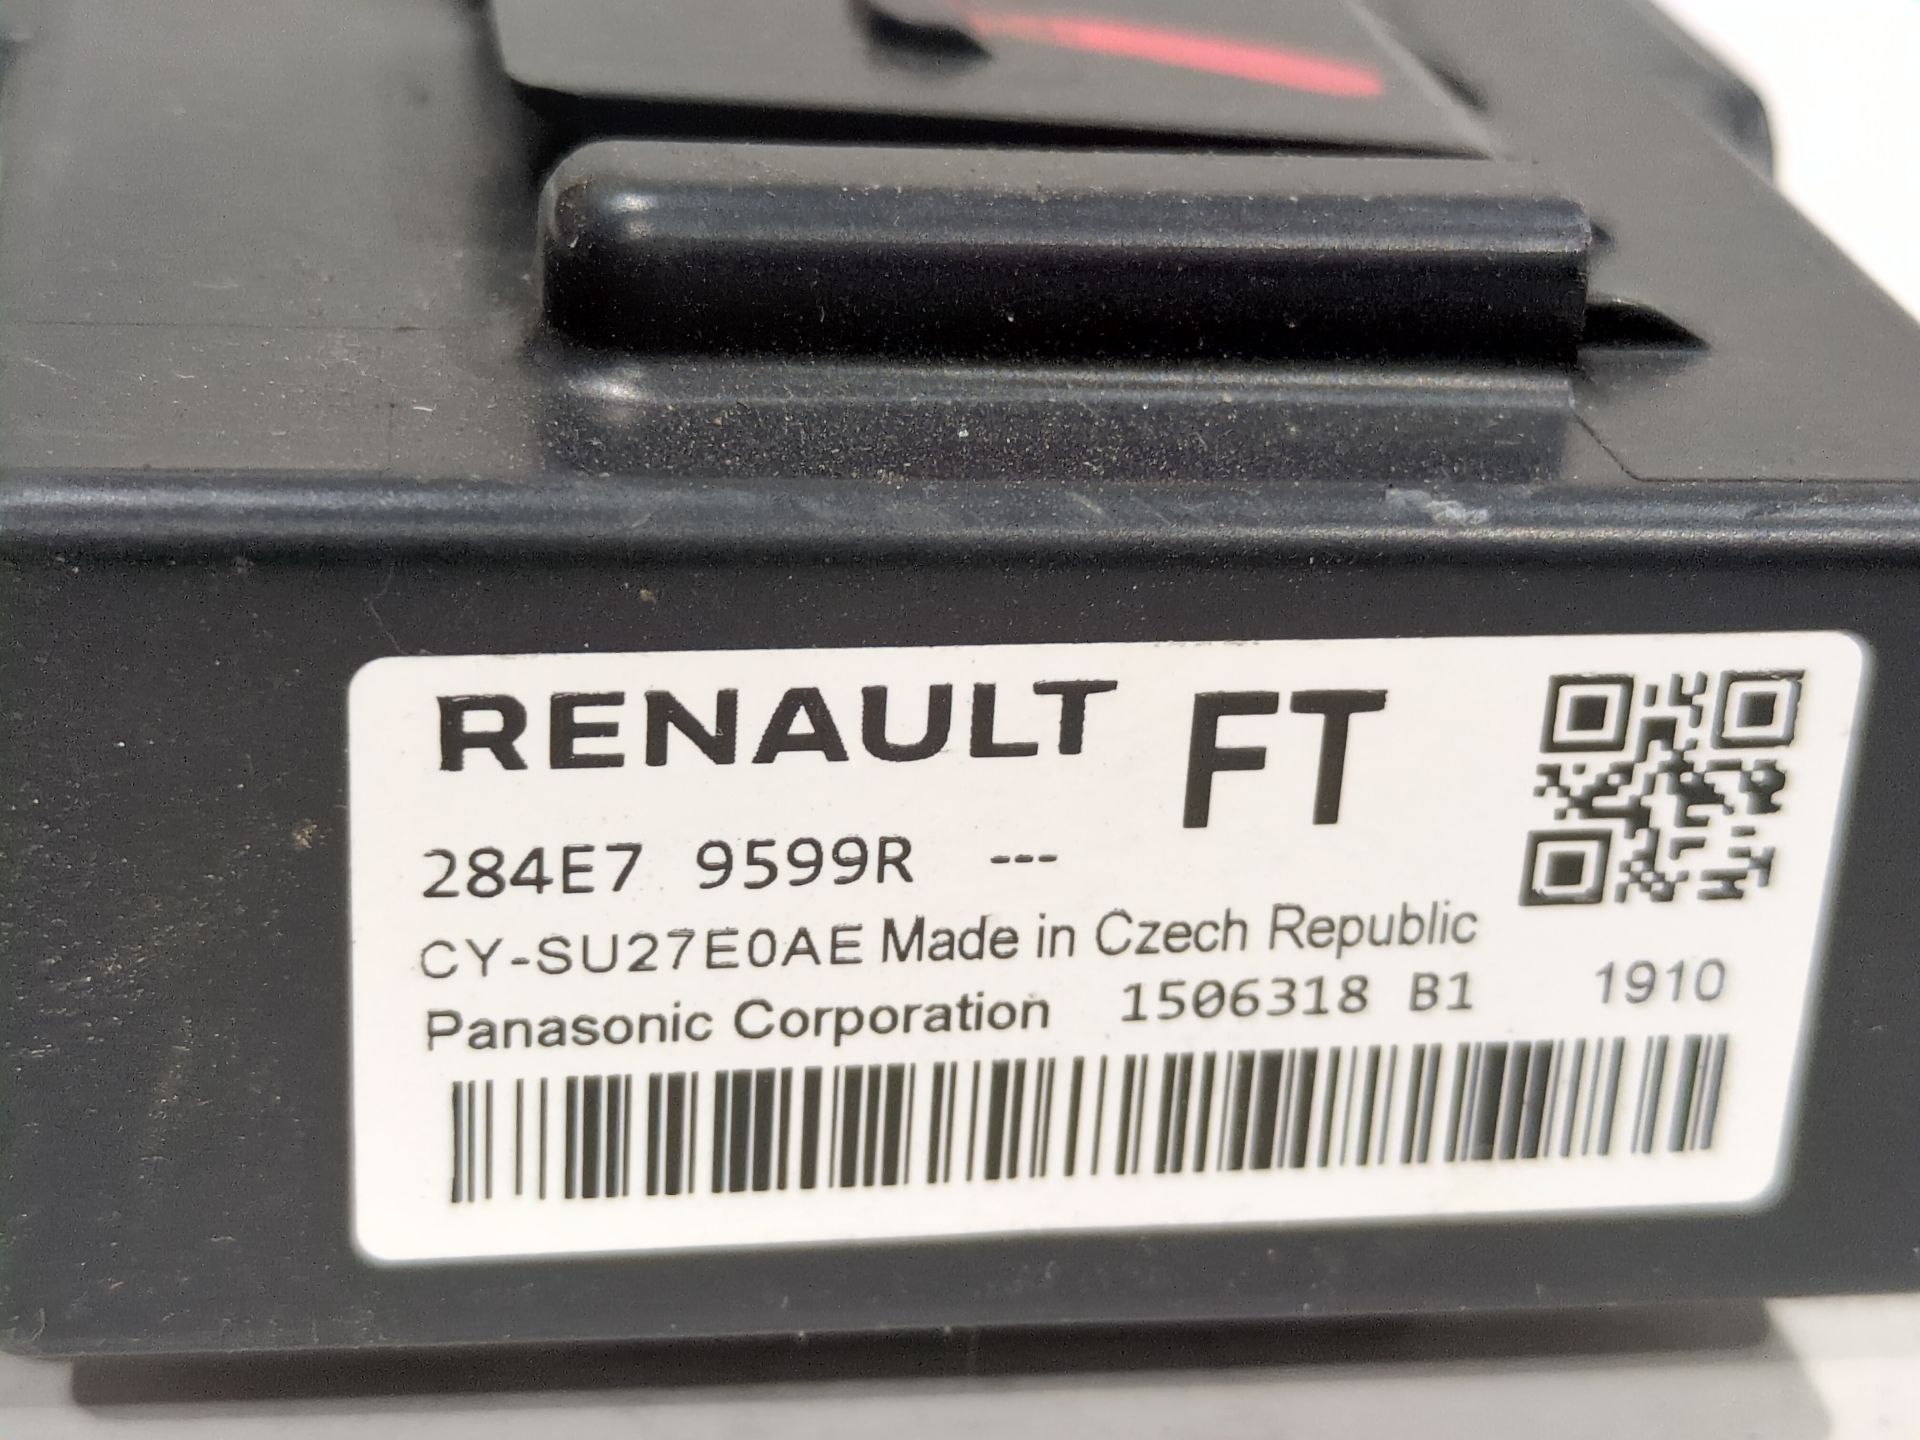 RENAULT FT
284E7 9599R ---
CY-SU27E0AE Made in Czech Republic
Panasonic Corporation 1506318 B1 1910